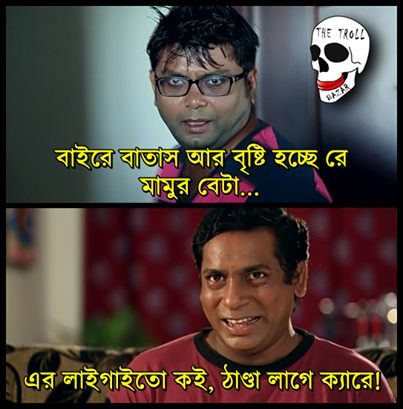 THE TROLL
BAZAR
বাইরে বাতাস আর বৃষ্টি হচ্ছে রে
মামুর বেটা...
এর লাইগাইতো কই, ঠাণ্ডা লাগে ক্যারে!